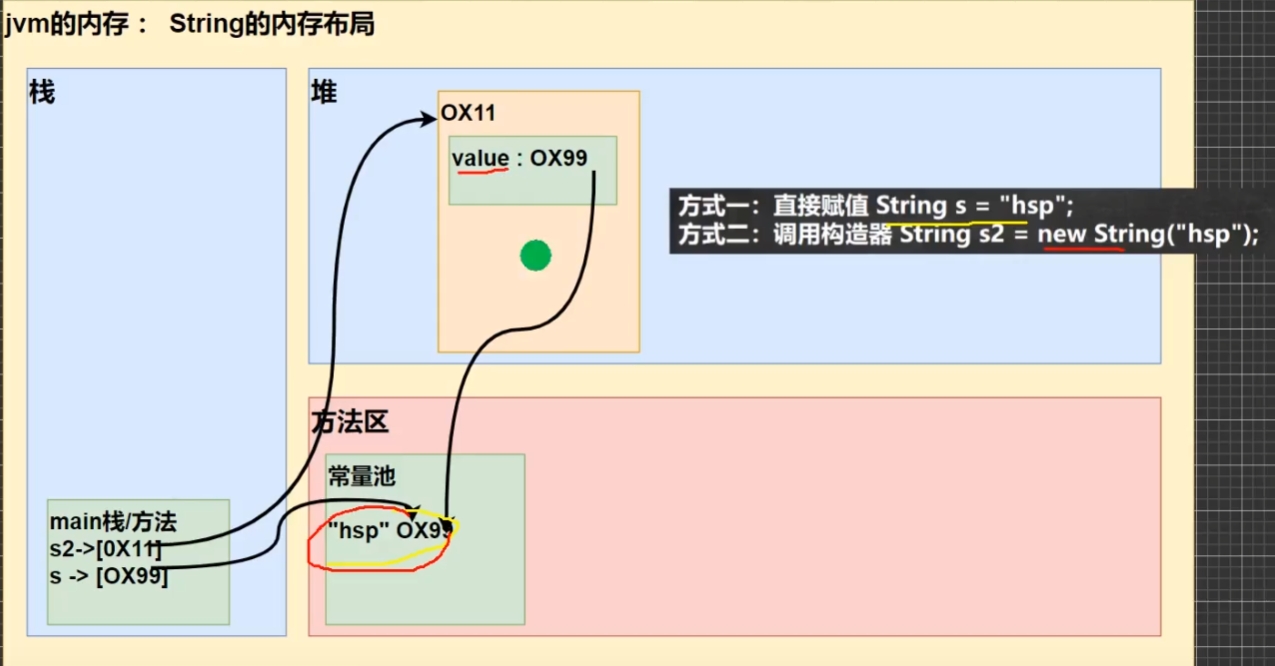 jvm的内存： String的内存布局
栈
堆
OX11
value : OX99
方式一：直接赋值 String s = "hsp";
方式二：调用构造器 String s2 = new String("hsp");
方法区
常量池
"hsp" OX99
main栈/方法
s2->[0X11]
s -> [OX99]